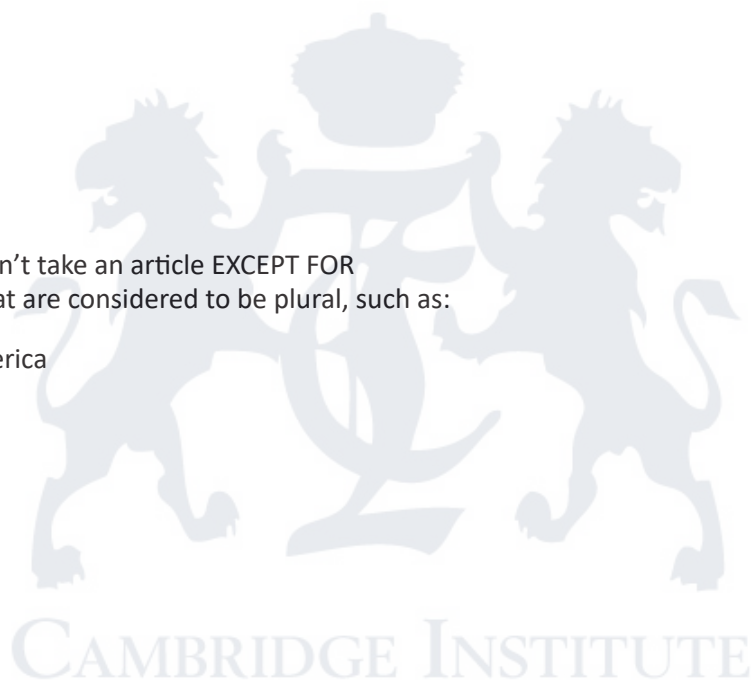 n't take an article EXCEPT FOR
at are considered to be plural, such as:
erica
CAMBRIDGE INSTITUTE